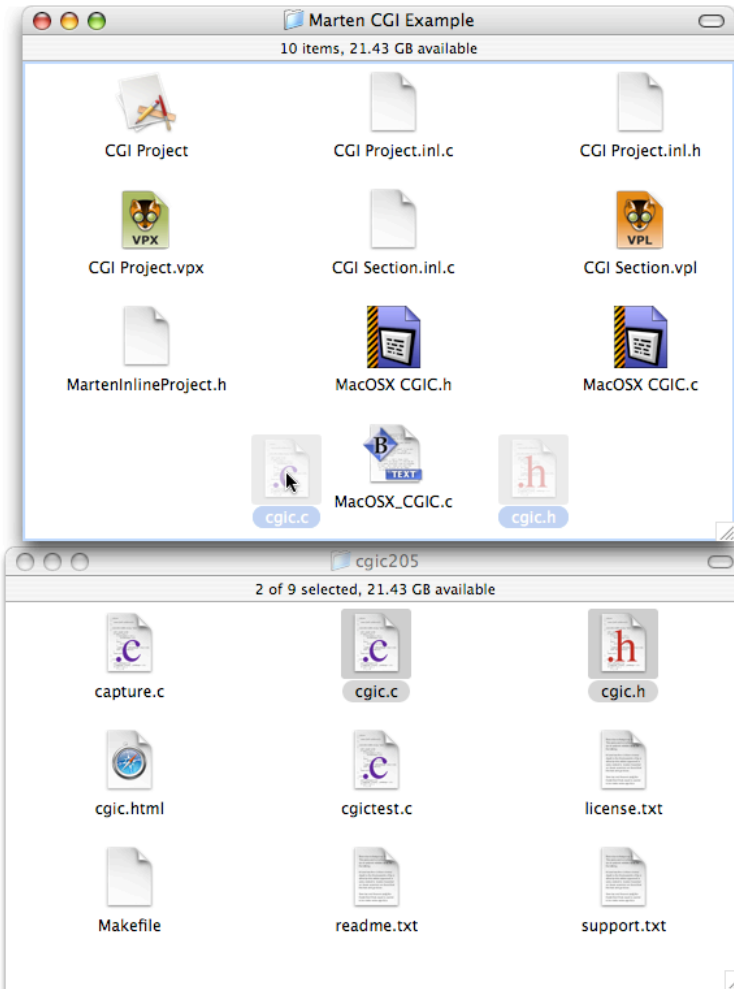 Marten CGI Example
10 items, 21.43 GB available
CGI Project
CGI Project.inl.c
CGI Project.inl.h
VPX
VPL
CGI Project.vpx
CGI Section.inl.c
CGI Section.vpl
MartenInlineProject.h
MacOSX CGIC.h
MacOSX CGIC.c
B
TEXT
.c
.h
MacOSX_CGIC.c
cgic.c
cgic.h
cgic205
2 of 9 selected, 21.43 GB available
.c
.c
.h
capture.c
cgic.c
cgic.h
.c
cgic.html
cgictest.c
license.txt
Makefile
readme.txt
support.txt